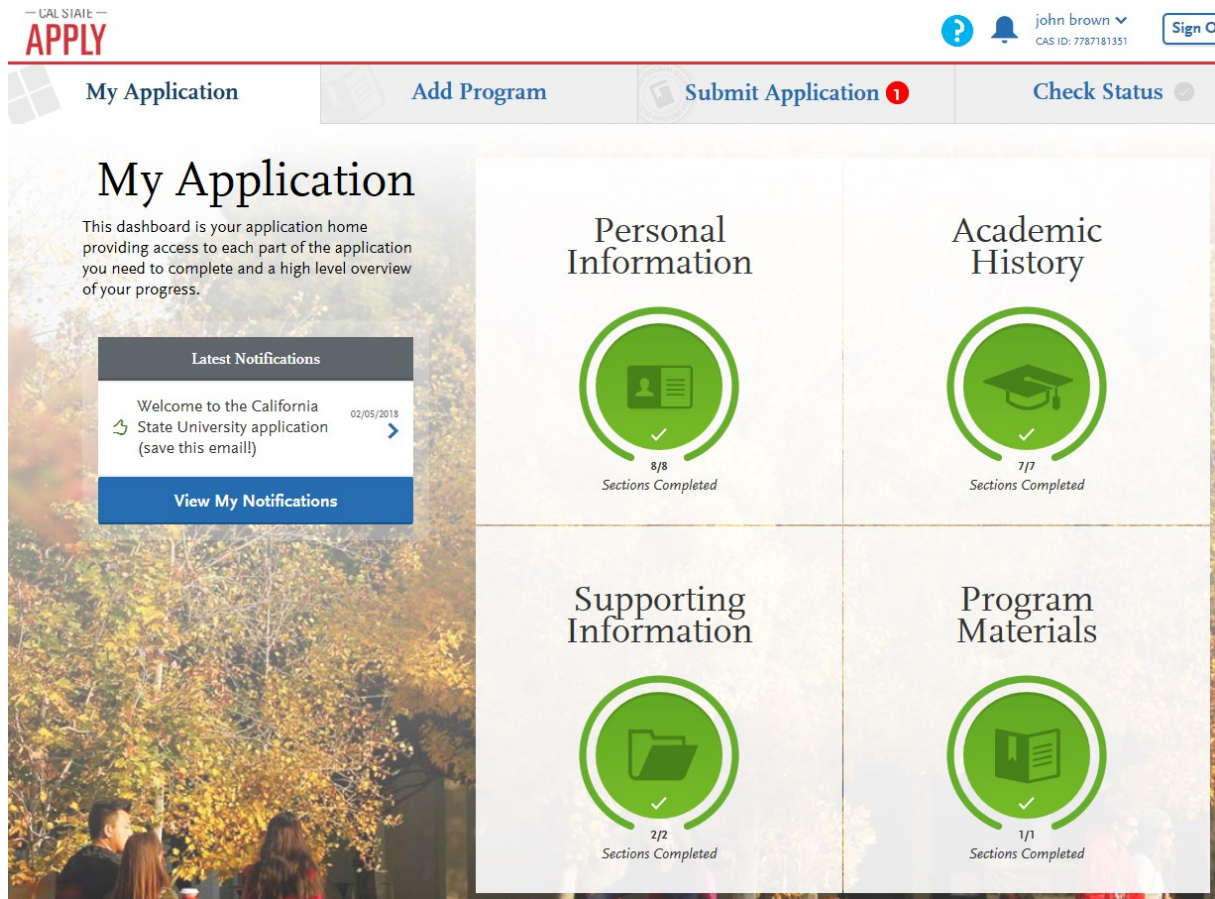 — CAL STATE —
APPLY
?
john brown
CAS ID: 7787181351
Sign O
My Application
Add Program
Submit Application 1
Check Status
My Application
This dashboard is your application home
providing access to each part of the application
you need to complete and a high level overview
of your progress.
Latest Notifications
Welcome to the California
State University application
(save this email!)
02/05/2018
View My Notifications
Personal
Information
8/8
Sections Completed
Academic
History
7/7
Sections Completed
Supporting
Information
2/2
Sections Completed
Program
Materials
1/1
Sections Completed